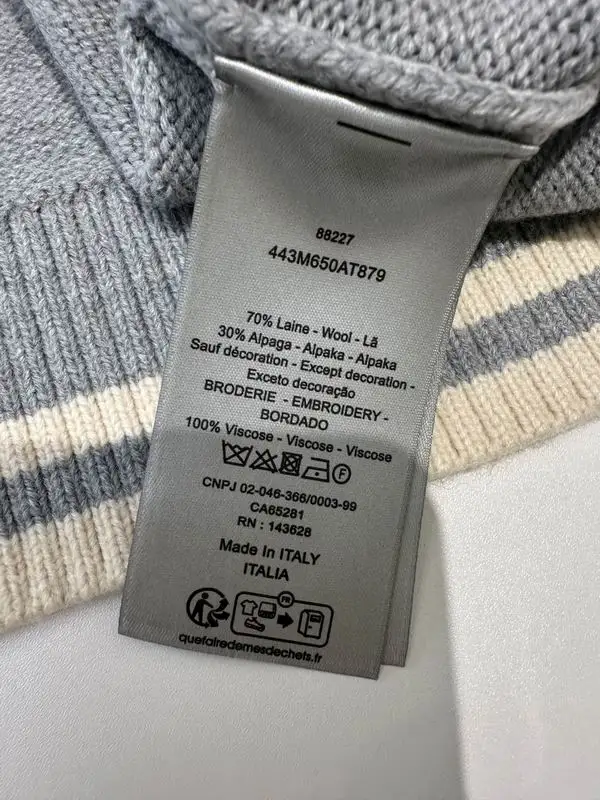 88227
443M650AT879
70% Laine - Wool - Lã
30% Alpaga - Alpaka - Alpaka
Sauf décoration - Except decoration -
Exceto decoração
BRODERIE - EMBROIDERY -
BORDADO
100% Viscose - Viscose - Viscose
F
CNPJ 02-046-366/0003-99
CA65281
RN : 143628
Made In ITALY
ITALIA
FR
quefairedemesdechets.fr